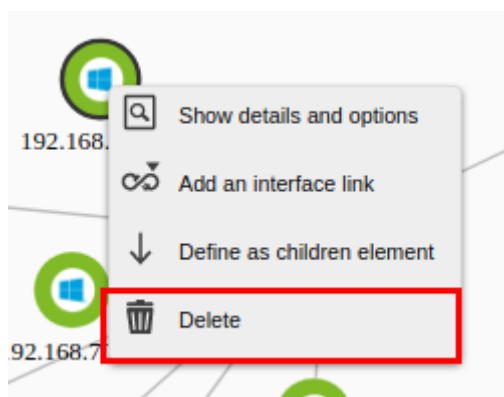 192.168.
Show details and options
Add an interface link
Define as children element
Delete
92.168.7